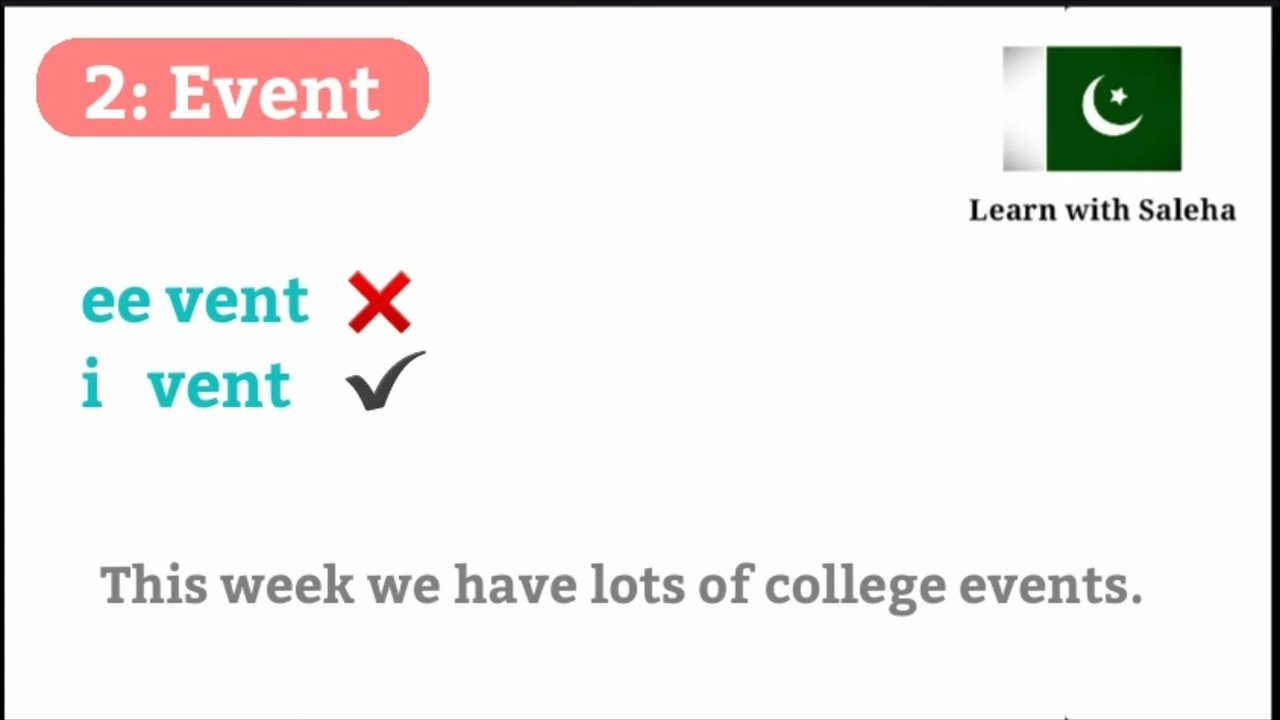 2: Event
Learn with Saleha
ee vent ❌
i vent ✔
This week we have lots of college events.